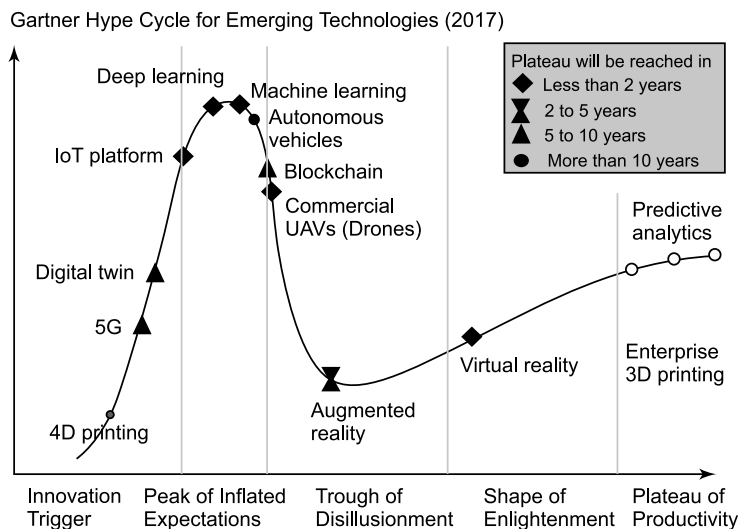 Gartner Hype Cycle for Emerging Technologies (2017)
Plateau will be reached in
Less than 2 years
2 to 5 years
5 to 10 years
More than 10 years
Deep learning
Machine learning
Autonomous
vehicles
IoT platform
Blockchain
Commercial
UAVs (Drones)
Predictive
analytics
Digital twin
5G
Virtual reality
Enterprise
3D printing
Augmented
reality
4D printing
Innovation
Trigger
Peak of Inflated
Expectations
Trough of
Disillusionment
Shape of
Enlightenment
Plateau of
Productivity